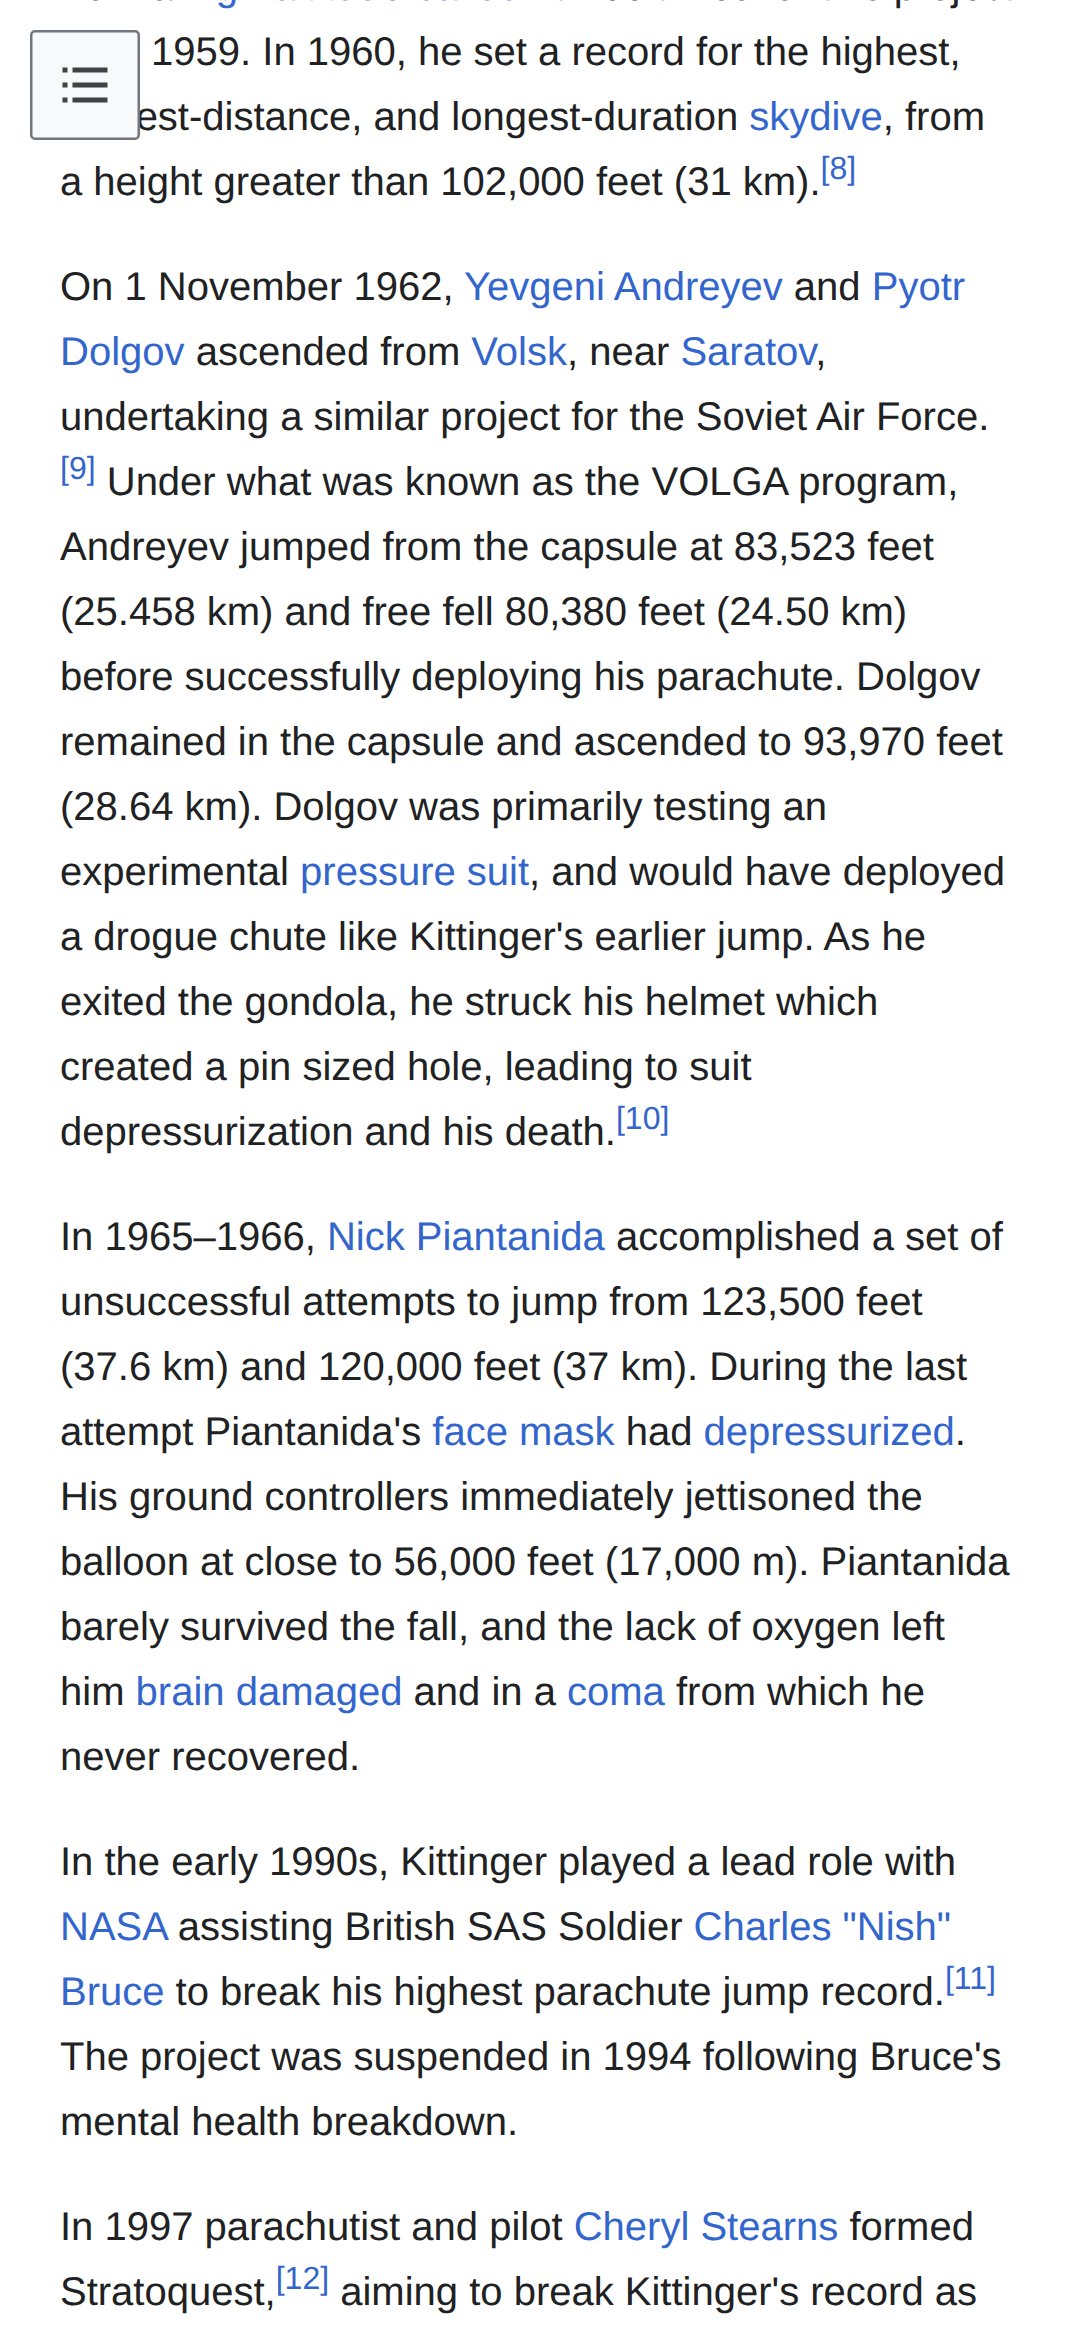 1959. In 1960, he set a record for the highest,
est-distance, and longest-duration skydive, from
a height greater than 102,000 feet (31 km).[8]
On 1 November 1962, Yevgeni Andreyev and Pyotr
Dolgov ascended from Volsk, near Saratov,
undertaking a similar project for the Soviet Air Force.
[9] Under what was known as the VOLGA program,
Andreyev jumped from the capsule at 83,523 feet
(25.458 km) and free fell 80,380 feet (24.50 km)
before successfully deploying his parachute. Dolgov
remained in the capsule and ascended to 93,970 feet
(28.64 km). Dolgov was primarily testing an
experimental pressure suit, and would have deployed
a drogue chute like Kittinger's earlier jump. As he
exited the gondola, he struck his helmet which
created a pin sized hole, leading to suit
depressurization and his death.[10]
In 1965–1966, Nick Piantanida accomplished a set of
unsuccessful attempts to jump from 123,500 feet
(37.6 km) and 120,000 feet (37 km). During the last
attempt Piantanida's face mask had depressurized.
His ground controllers immediately jettisoned the
balloon at close to 56,000 feet (17,000 m). Piantanida
barely survived the fall, and the lack of oxygen left
him brain damaged and in a coma from which he
never recovered.
In the early 1990s, Kittinger played a lead role with
NASA assisting British SAS Soldier Charles "Nish"
Bruce to break his highest parachute jump record.[11]
The project was suspended in 1994 following Bruce's
mental health breakdown.
In 1997 parachutist and pilot Cheryl Stearns formed
Stratoquest,[12] aiming to break Kittinger's record as